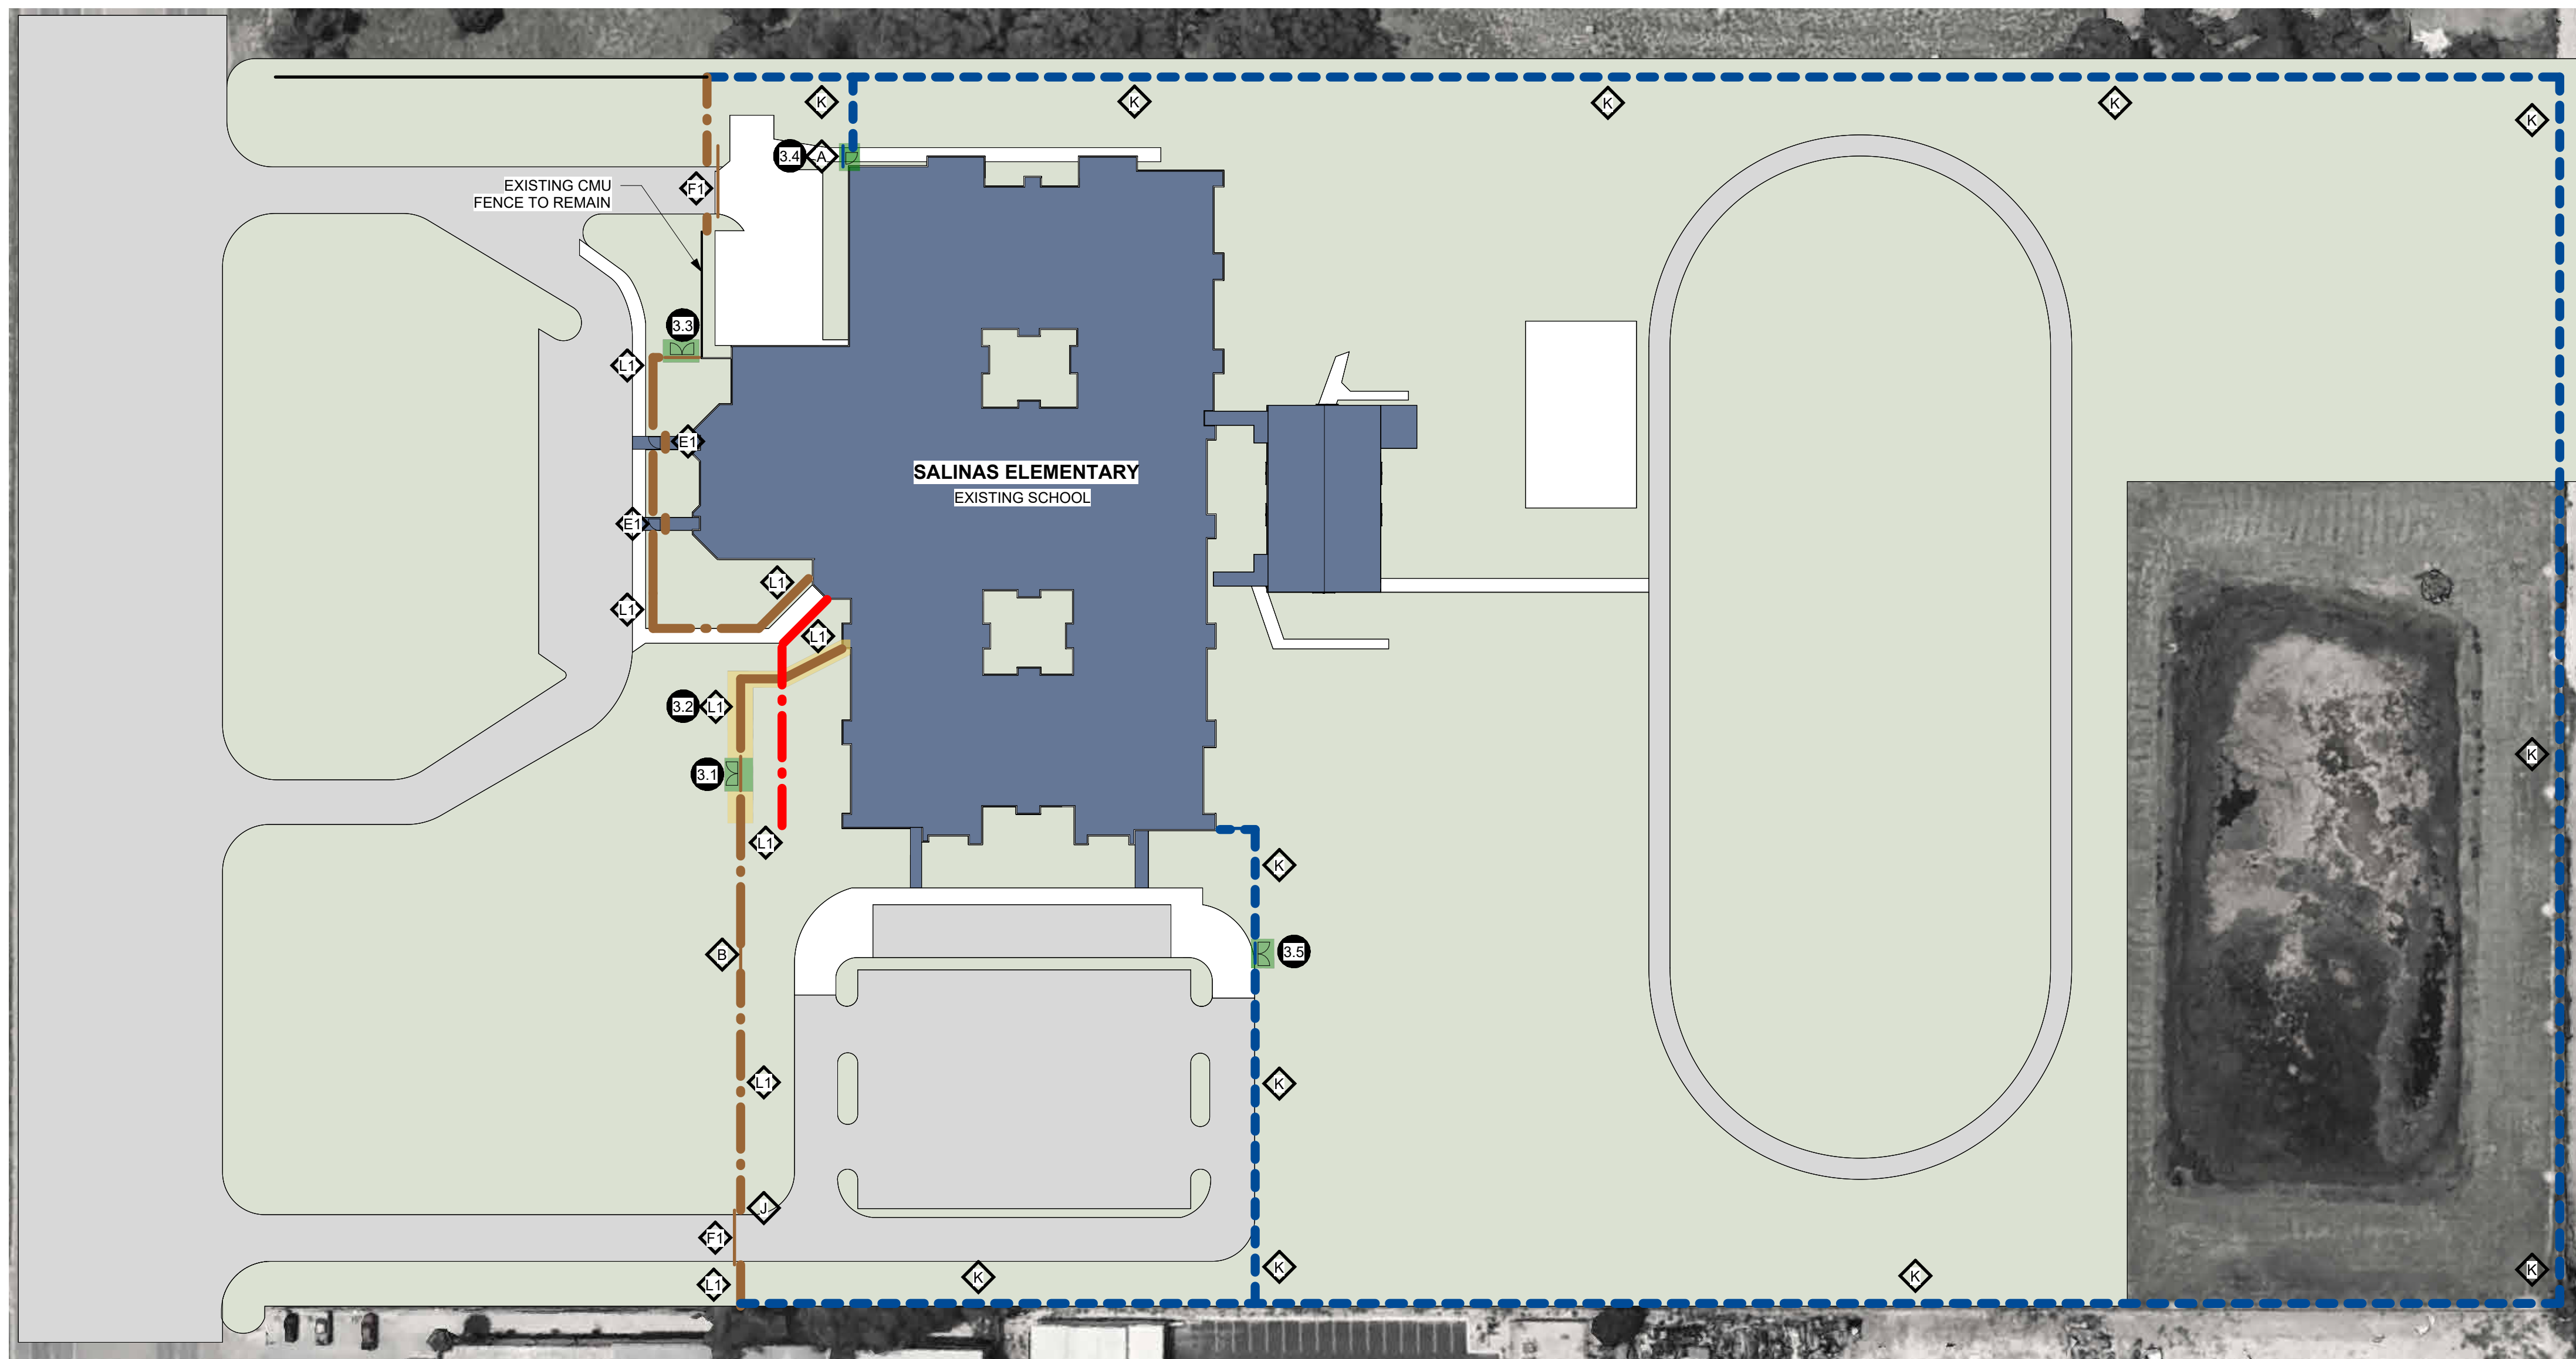 K
K
K
K
K
3.4
A
EXISTING CMU
FENCE TO REMAIN
F1
3.3
L1
E1
SALINAS ELEMENTARY
EXISTING SCHOOL
E1
L1
L1
L1
3.2
L1
K
3.1
L1
K
B
3.5
L1
K
J
F1
K
K
K
K
L1